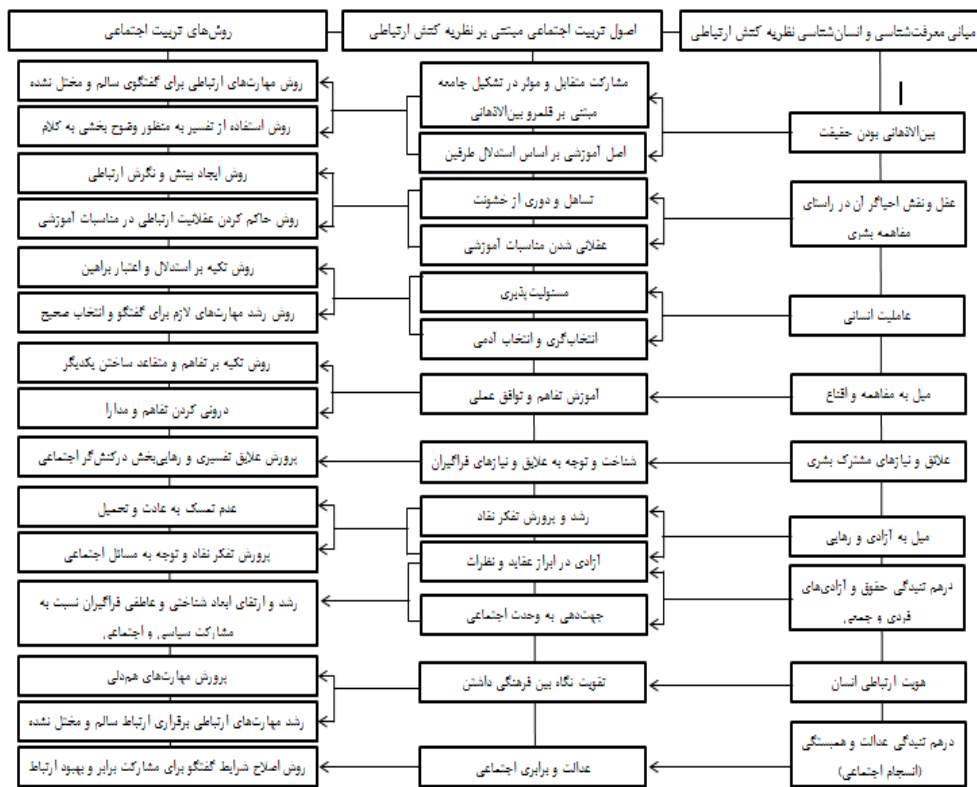 مبانی معرفت‌شناسی و انسان‌شناسی نظریه کنش ارتباطی
اصول تربیت اجتماعی مبتنی بر نظریه کنش ارتباطی
روش‌های تربیت اجتماعی
بین‌الاذهانی بودن حقیقت
مشارکت متقابل و موثر در تشکیل جامعه
مبتنی بر قلمرو بین‌الاذهانی
اصل آموزشی بر اساس استدلال طرفین
روش مهارت‌های ارتباطی برای گفتگوی سالم و مختل نشده
روش استفاده از تفسیر به منظور وضوح بخشی به کلام
عقل و نقش احیاگر آن در راستای
مفاهمه بشری
تساهل و دوری از خشونت
عقلانی شدن مناسبات آموزشی
روش ایجاد بینش و نگرش ارتباطی
روش حاکم کردن عقلانیت ارتباطی در مناسبات آموزشی
عاملیت انسانی
مسئولیت‌پذیری
انتخاب‌گری و انتخاب آدمی
روش تکیه بر استدلال و اعتبار براهین
روش رشد مهارت‌های لازم برای گفتگو و انتخاب صحیح
میل به مفاهمه و اقناع
آموزش تفاهم و توافق عملی
روش تکیه بر تفاهم و متقاعد ساختن یکدیگر
درونی کردن تفاهم و مدارا
علائق و نیازهای مشترک بشری
شناخت و توجه به علایق و نیازهای فراگیران
پرورش علایق تفسیری و رهایی‌بخش درکنش‌گر اجتماعی
میل به آزادی و رهایی
رشد و پرورش تفکر نقاد
آزادی در ابراز عقاید و نظرات
عدم تمسک به عادت و تحمیل
پرورش تفکر نقاد و توجه به مسائل اجتماعی
درهم تنیدگی حقوق و آزادی‌های
فردی و جمعی
جهت‌دهی به وحدت اجتماعی
رشد و ارتقای ابعاد شناختی و عاطفی فراگیران نسبت به
مشارکت سیاسی و اجتماعی
هویت ارتباطی انسان
تقویت نگاه بین فرهنگی داشتن
پرورش مهارت‌های هم‌دلی
رشد مهارت‌های ارتباطی برقراری ارتباط سالم و مختل نشده
درهم تنیدگی عدالت و همبستگی
(انسجام اجتماعی)
عدالت و برابری اجتماعی
روش اصلاح شرایط گفتگو برای مشارکت برابر و بهبود ارتباط